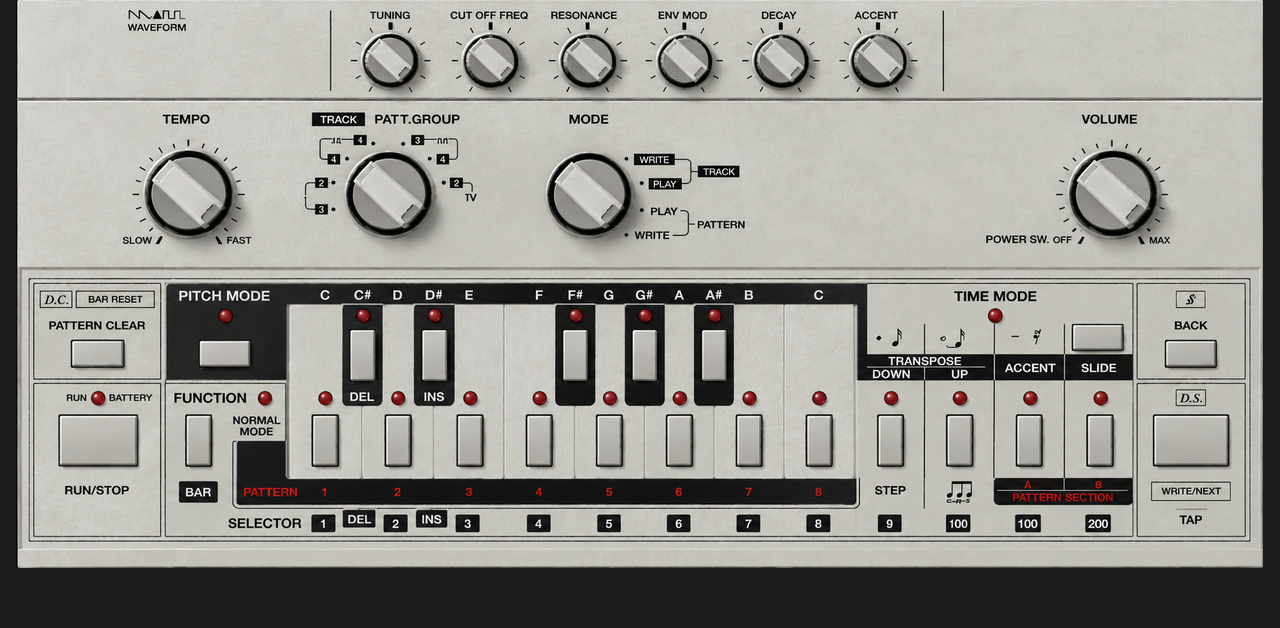 TUNING CUT OFF FREQ RESONANCE ENV MOD DECAY ACCENT
WAVEFORM
TEMPO TRACK PATT.GROUP MODE VOLUME
4 3
4 4 WRITE
TRACK
2 2 PLAY
TV
3 PLAY
PATTERN
WRITE
SLOW FAST POWER SW. OFF MAX
D.C. BAR RESET PITCH MODE C C# D D# E F F# G G# A A# B C TIME MODE S
PATTERN CLEAR BACK
TRANSPOSE
DOWN UP ACCENT SLIDE
RUN BATTERY FUNCTION DEL INS D.S.
NORMAL
MODE
RUN/STOP BAR PATTERN 1 2 3 4 5 6 7 8 STEP A B WRITE/NEXT
PATTERN SECTION
SELECTOR 1 DEL 2 INS 3 4 5 6 7 8 9 100 100 200 TAP